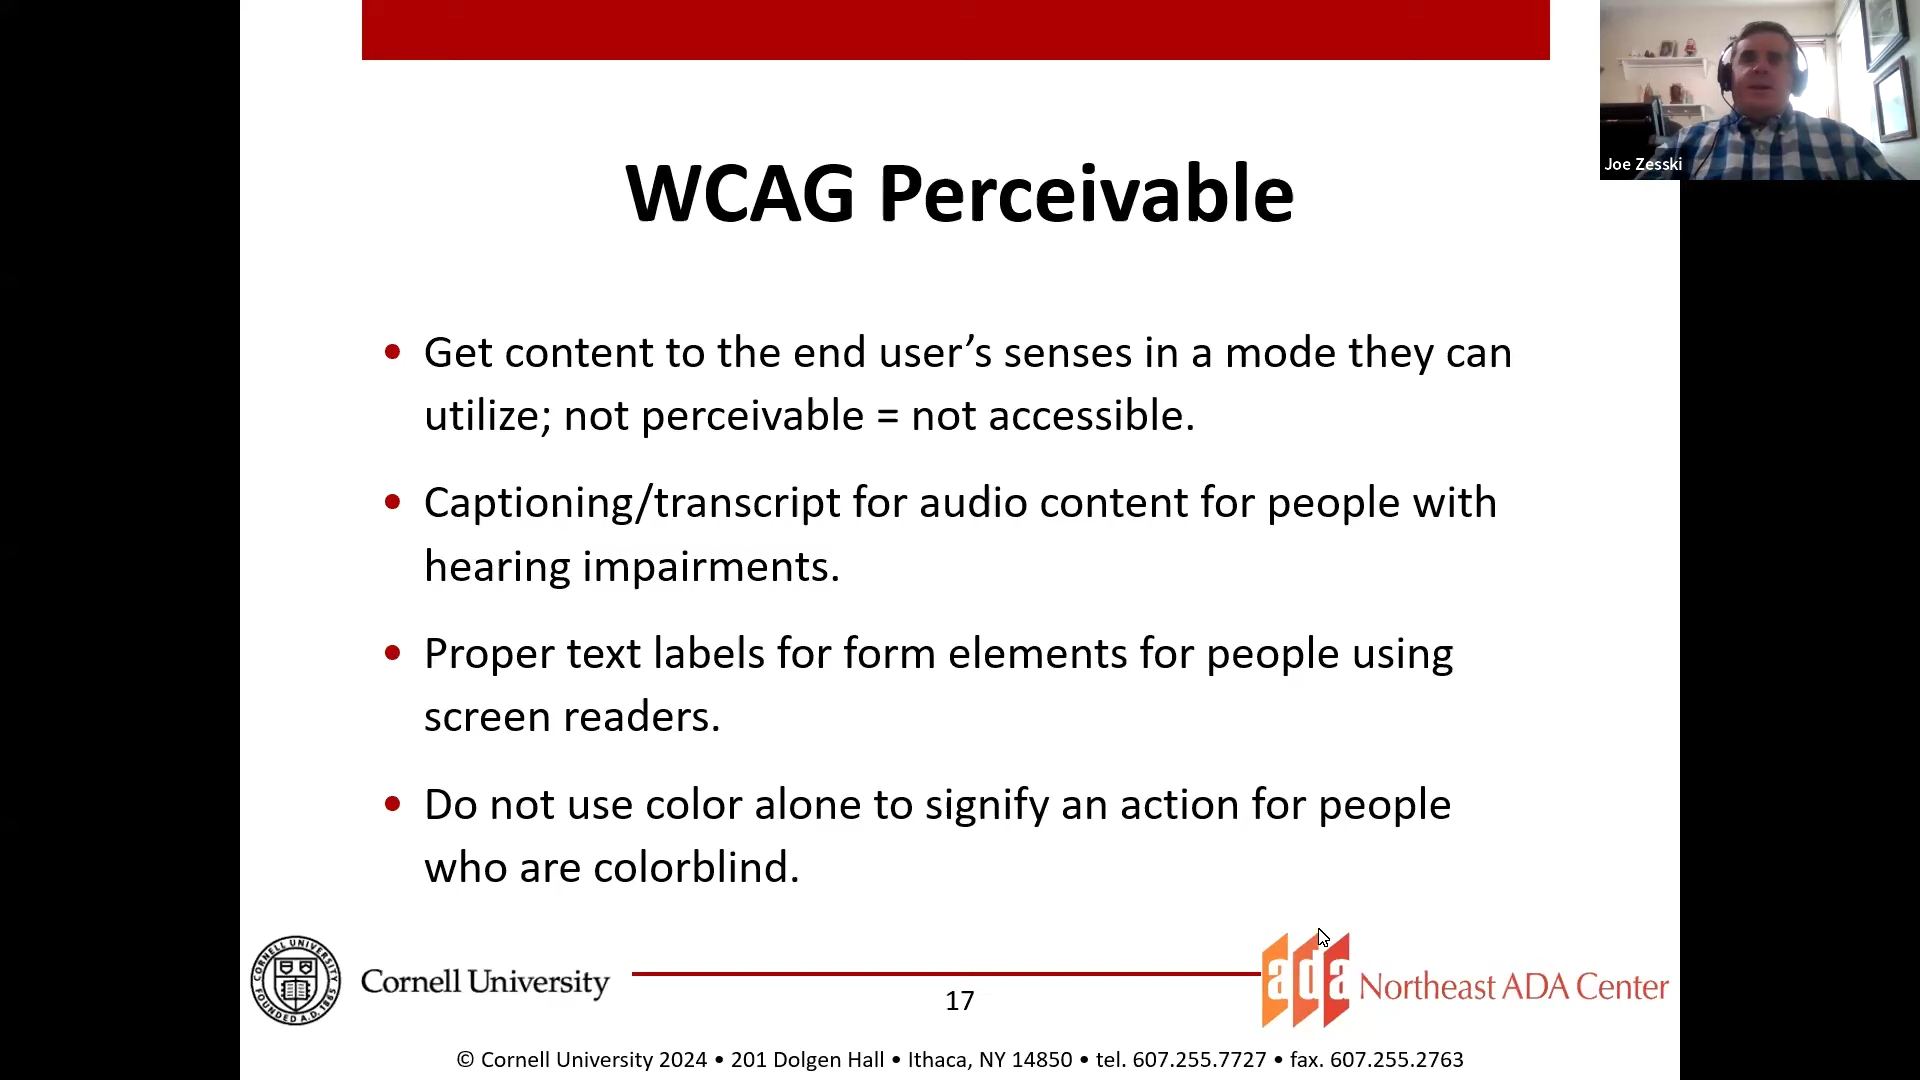 Joe Zesski
WCAG Perceivable
• Get content to the end user’s senses in a mode they can
utilize; not perceivable = not accessible.
• Captioning/transcript for audio content for people with
hearing impairments.
• Proper text labels for form elements for people using
screen readers.
• Do not use color alone to signify an action for people
who are colorblind.
CORNELL UNIVERSITY
FOUNDED A.D. 1865
Cornell University
17
ada
Northeast ADA Center
© Cornell University 2024 • 201 Dolgen Hall • Ithaca, NY 14850 • tel. 607.255.7727 • fax. 607.255.2763